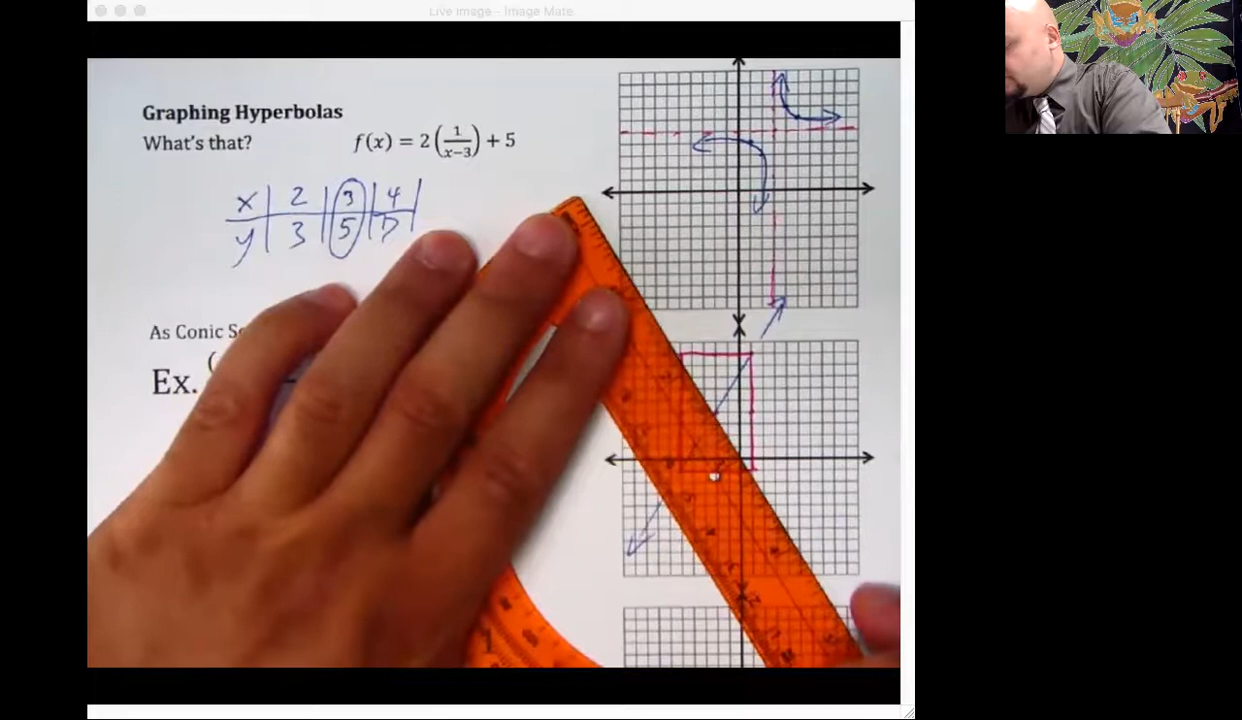 Live Image - Image Mate
Graphing Hyperbolas
What's that? f(x) = 2(1/x−3) + 5
x | 2 | 3 | 4
y | 3 | 5 | 7
As Conic Se
Ex. (